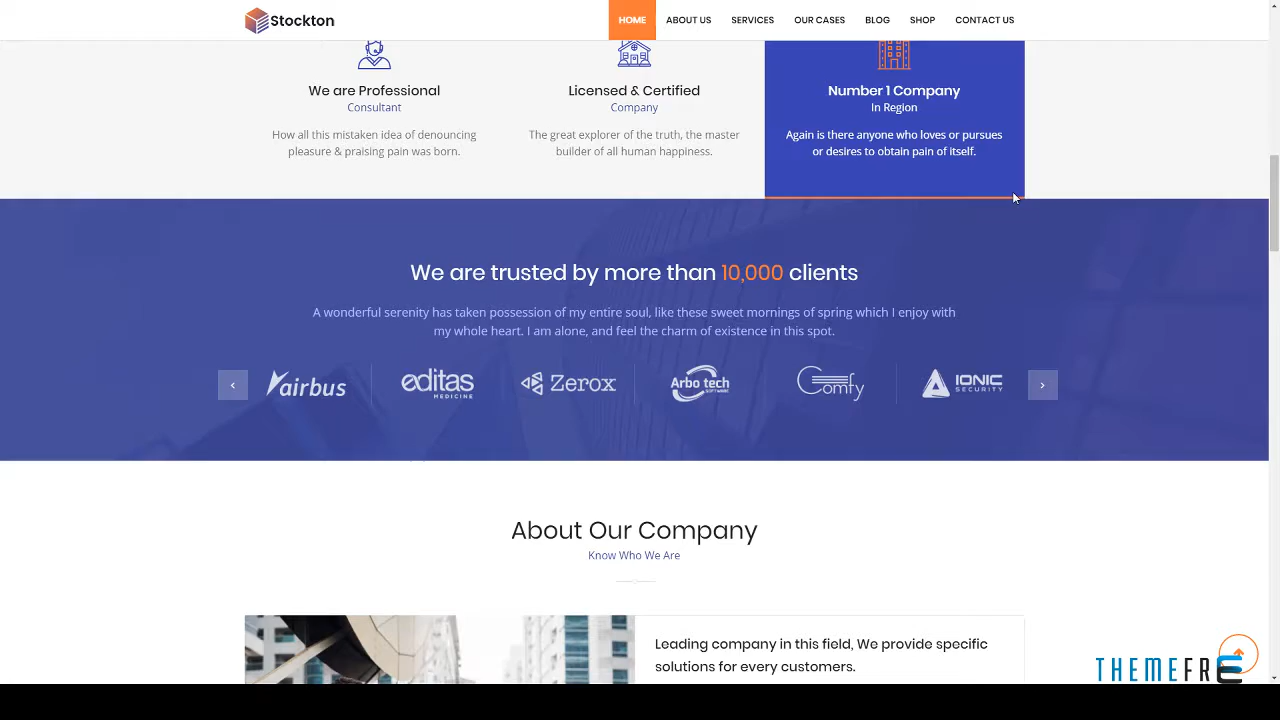 Stockton
HOME ABOUT US SERVICES OUR CASES BLOG SHOP CONTACT US
We are Professional
Consultant
How all this mistaken idea of denouncing
pleasure & praising pain was born.
Licensed & Certified
Company
The great explorer of the truth, the master
builder of all human happiness.
Number 1 Company
In Region
Again is there anyone who loves or pursues
or desires to obtain pain of itself.
We are trusted by more than 10,000 clients
A wonderful serenity has taken possession of my entire soul, like these sweet mornings of spring which I enjoy with
my whole heart. I am alone, and feel the charm of existence in this spot.
airbus
editas
MEDICINE
Zerox
Arbo tech
SOFTWARE
Comfy
IONIC
SECURITY
About Our Company
Know Who We Are
Leading company in this field, We provide specific
solutions for every customers.
THEMEFRE